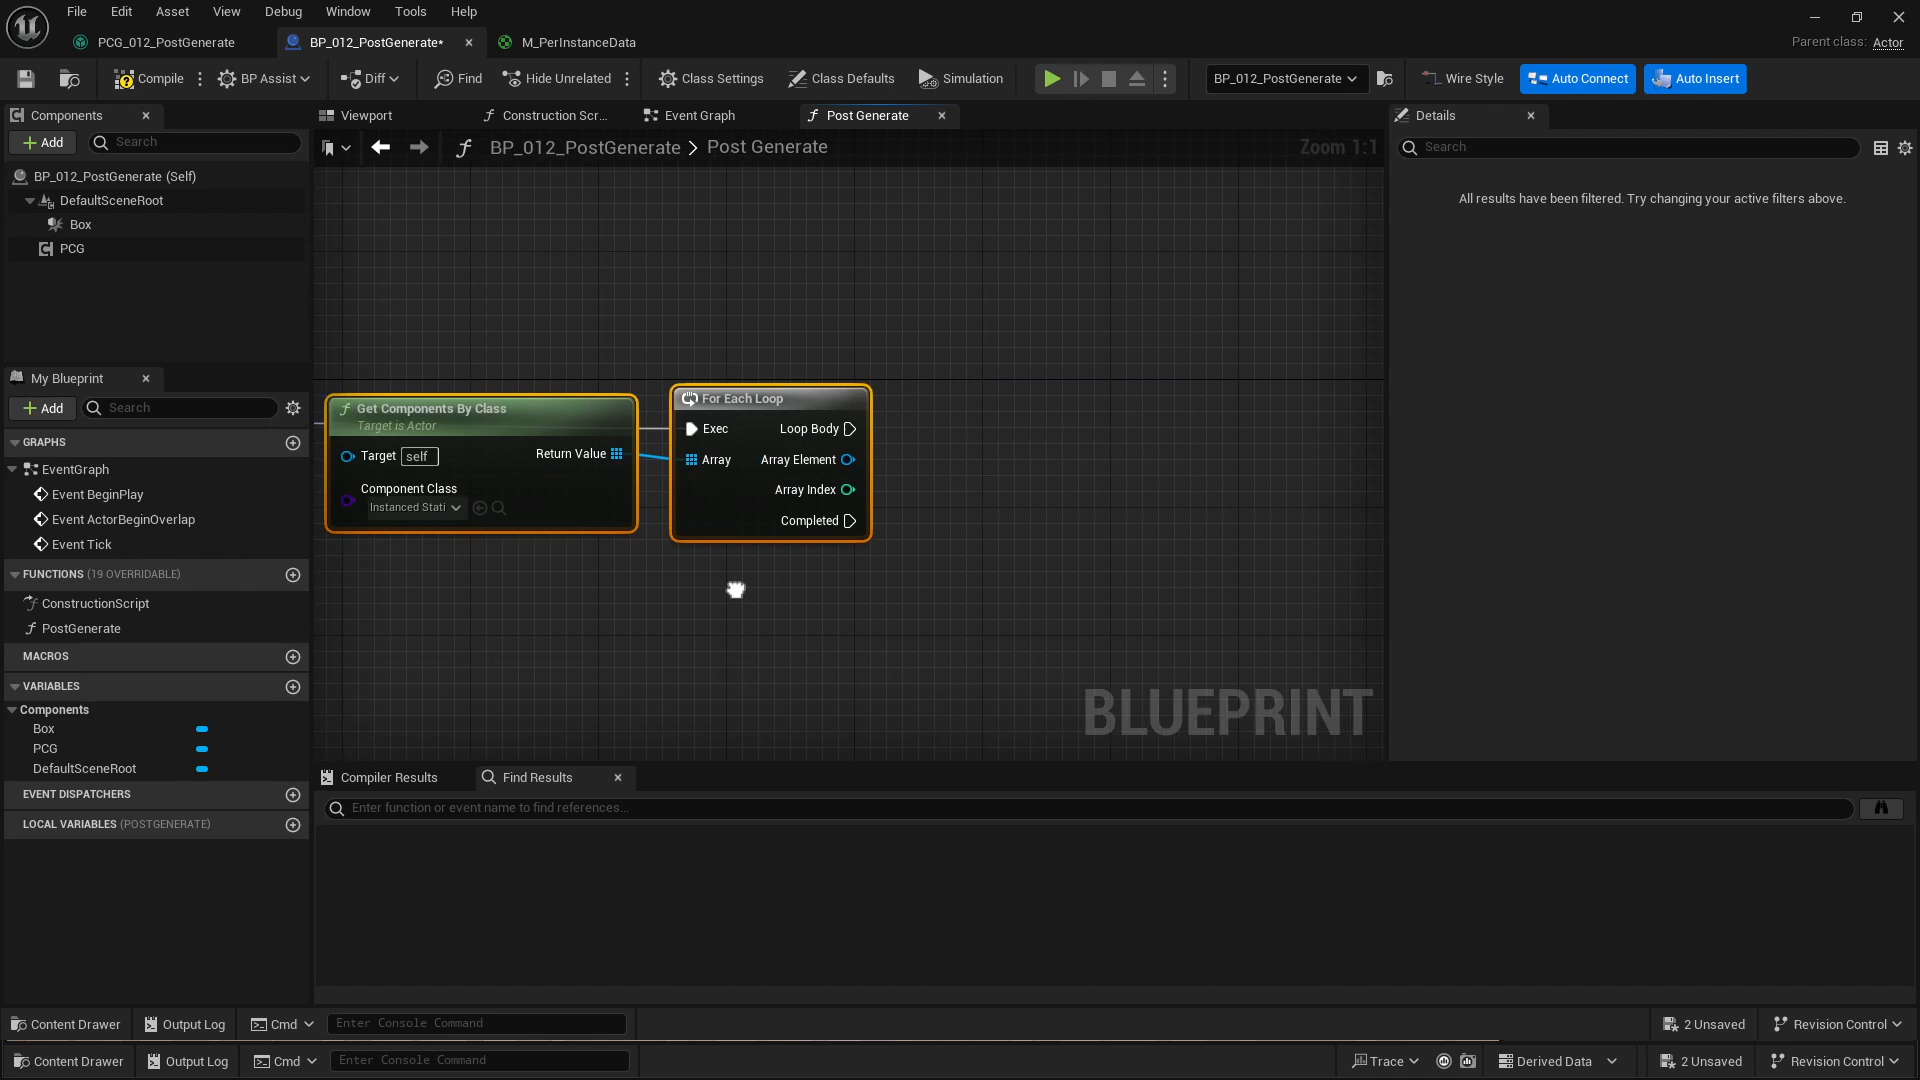 File Edit Asset View Debug Window Tools Help
PCG_012_PostGenerate BP_012_PostGenerate* M_PerInstanceData Parent class: Actor
Compile BP Assist Diff Find Hide Unrelated Class Settings Class Defaults Simulation BP_012_PostGenerate Wire Style Auto Connect Auto Insert
Components
Add Search
BP_012_PostGenerate (Self)
DefaultSceneRoot
Box
PCG
My Blueprint
Add Search
GRAPHS
EventGraph
Event BeginPlay
Event ActorBeginOverlap
Event Tick
FUNCTIONS (19 OVERRIDABLE)
ConstructionScript
PostGenerate
MACROS
VARIABLES
Components
Box
PCG
DefaultSceneRoot
EVENT DISPATCHERS
LOCAL VARIABLES (POSTGENERATE)
Viewport Construction Scr... Event Graph Post Generate
BP_012_PostGenerate > Post Generate Zoom 1:1
Get Components By Class
Target is Actor
Target self Return Value
Component Class
Instanced Stati
For Each Loop
Exec Loop Body
Array Array Element
Array Index
Completed
BLUEPRINT
Compiler Results Find Results
Enter function or event name to find references...
Details
Search
All results have been filtered. Try changing your active filters above.
Content Drawer Output Log Cmd Enter Console Command 2 Unsaved Revision Control
Content Drawer Output Log Cmd Enter Console Command Trace Derived Data 2 Unsaved Revision Control